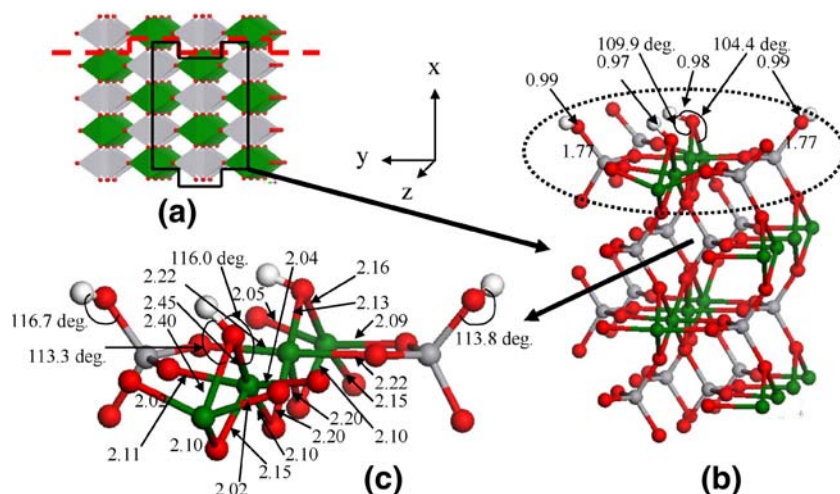 (a)
x
y
z
109.9 deg.
104.4 deg.
0.97
0.98
0.99
0.99
1.77
1.77
(b)
116.0 deg.
2.04
2.22
2.45
2.05
2.16
2.40
2.13
116.7 deg.
2.09
113.3 deg.
113.8 deg.
2.22
2.15
2.20
2.10
2.20
2.11
2.10
2.10
2.15
2.02
(c)